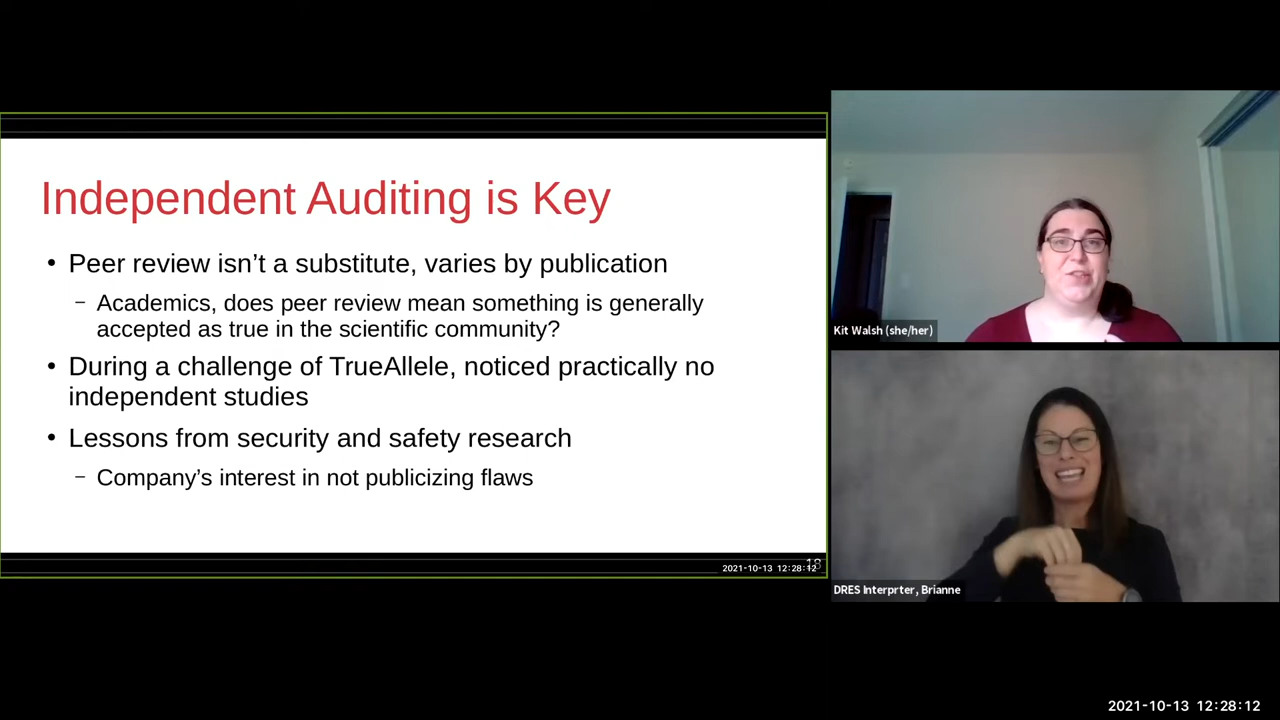 Independent Auditing is Key
• Peer review isn’t a substitute, varies by publication
– Academics, does peer review mean something is generally
accepted as true in the scientific community?
• During a challenge of TrueAllele, noticed practically no
independent studies
• Lessons from security and safety research
– Company’s interest in not publicizing flaws
2021-10-13 12:28:12
Kit Walsh (she/her)
DRES Interprter, Brianne
2021-10-13 12:28:12